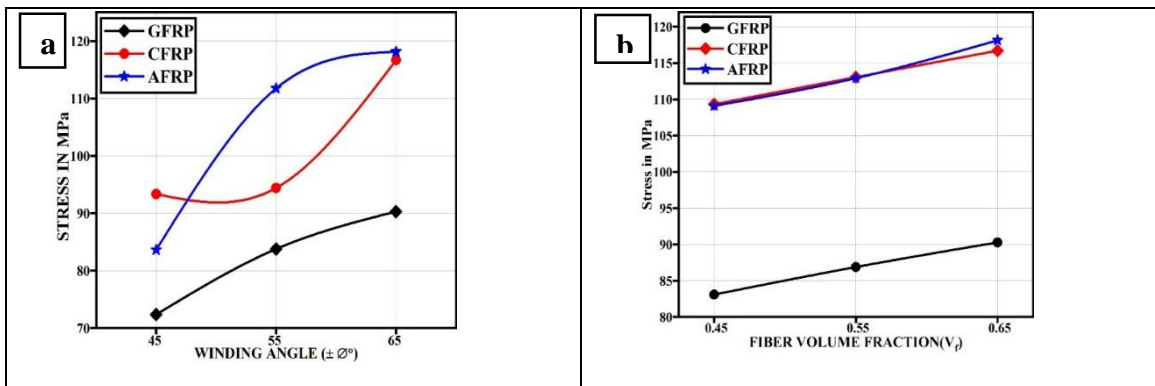 a
GFRP
CFRP
AFRP
120
110
100
90
80
70
STRESS IN MPa
45
55
65
WINDING ANGLE (± Ø°)
b
GFRP
CFRP
AFRP
120
115
110
105
100
95
90
85
80
Stress in MPa
0.45
0.55
0.65
FIBER VOLUME FRACTION(Vf)